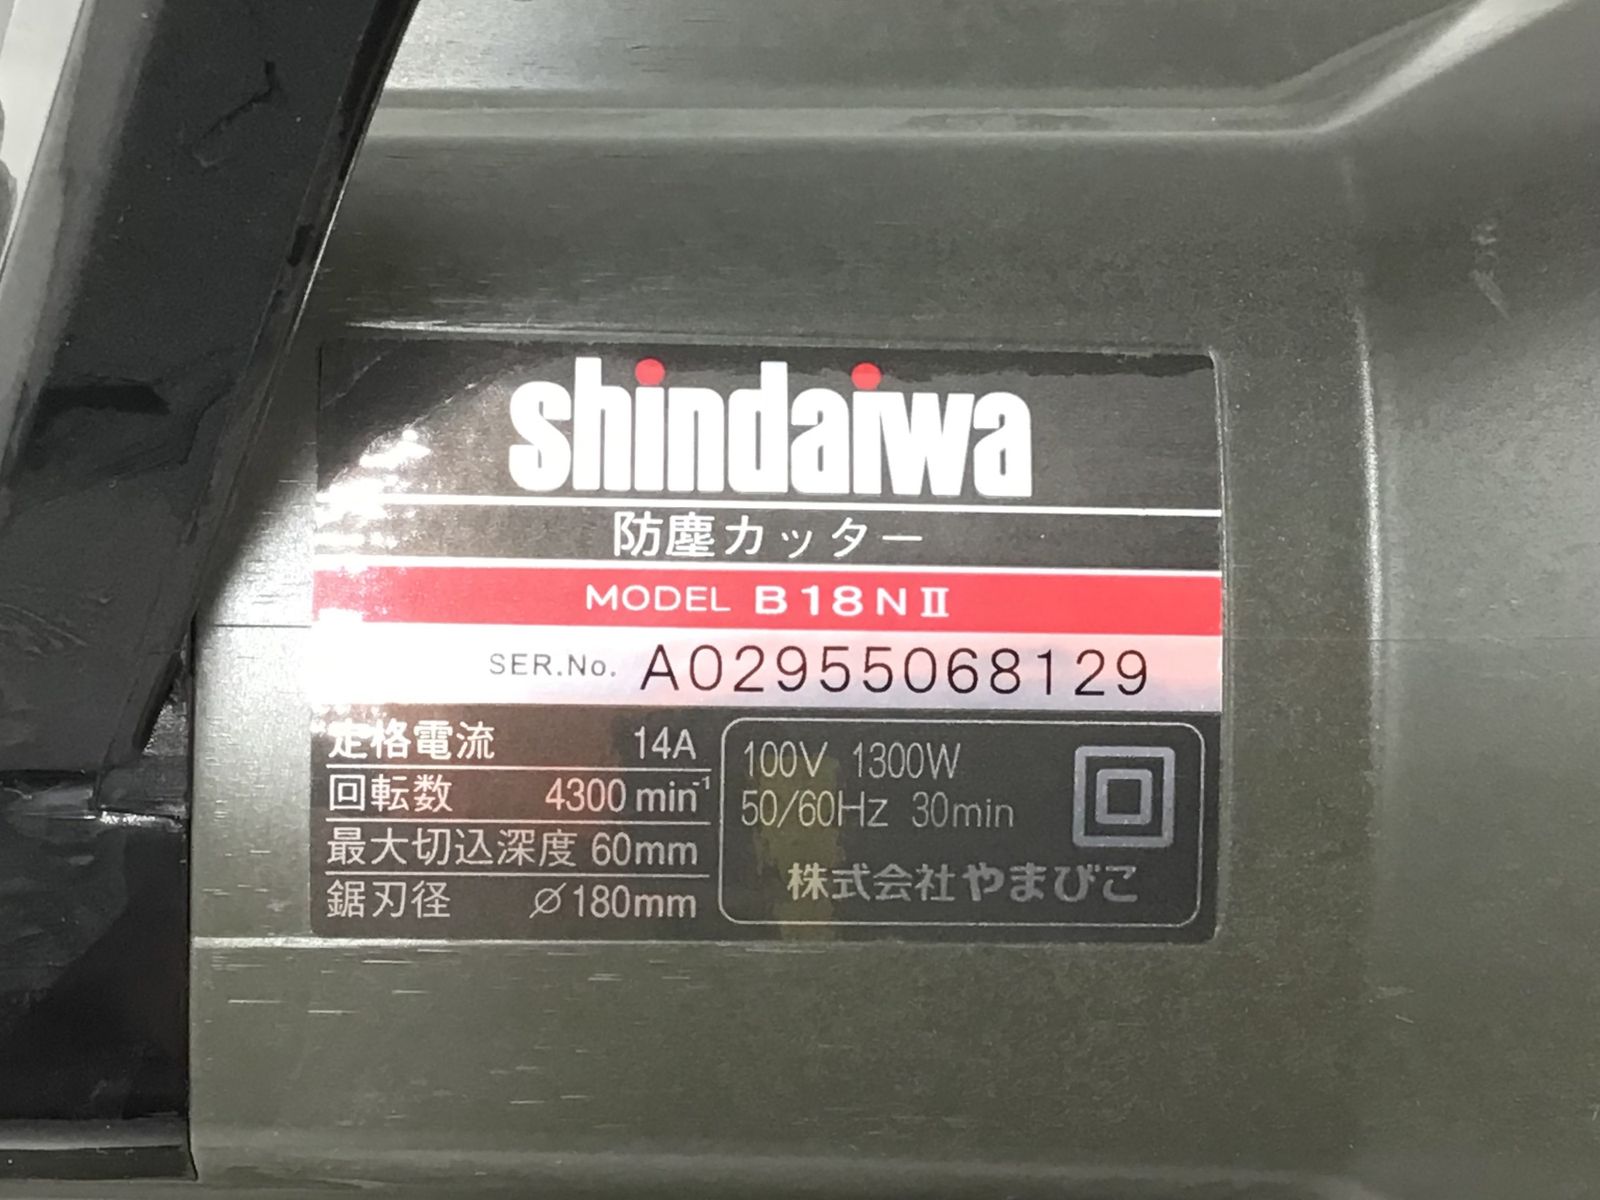 shindaiwa
防塵カッター
MODEL B18NⅡ
SER.No. A02955068129
定格電流 14A
回転数 4300 min⁻¹
最大切込深度 60mm
鋸刃径 ⌀180mm
100V 1300W
50/60Hz 30min
株式会社やまびこ